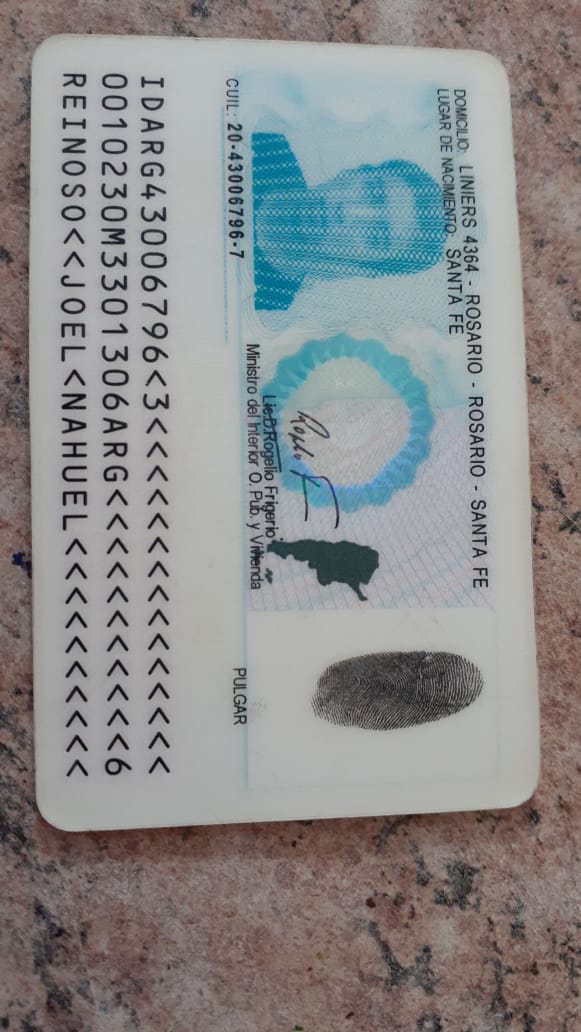 DOMICILIO: LINIERS 4364 - ROSARIO - ROSARIO - SANTA FE
LUGAR DE NACIMIENTO: SANTA FE
Lic.D.Rogelio Frigerio
Ministro del Interior O. Pub. y Vivienda
CUIL: 20-43006796-7
PULGAR
IDARG43006796<3<<<<<<<<<<<<<<<
0010230M3301306ARG<<<<<<<<<<<6
REINOSO<<JOEL<NAHUEL<<<<<<<<<<